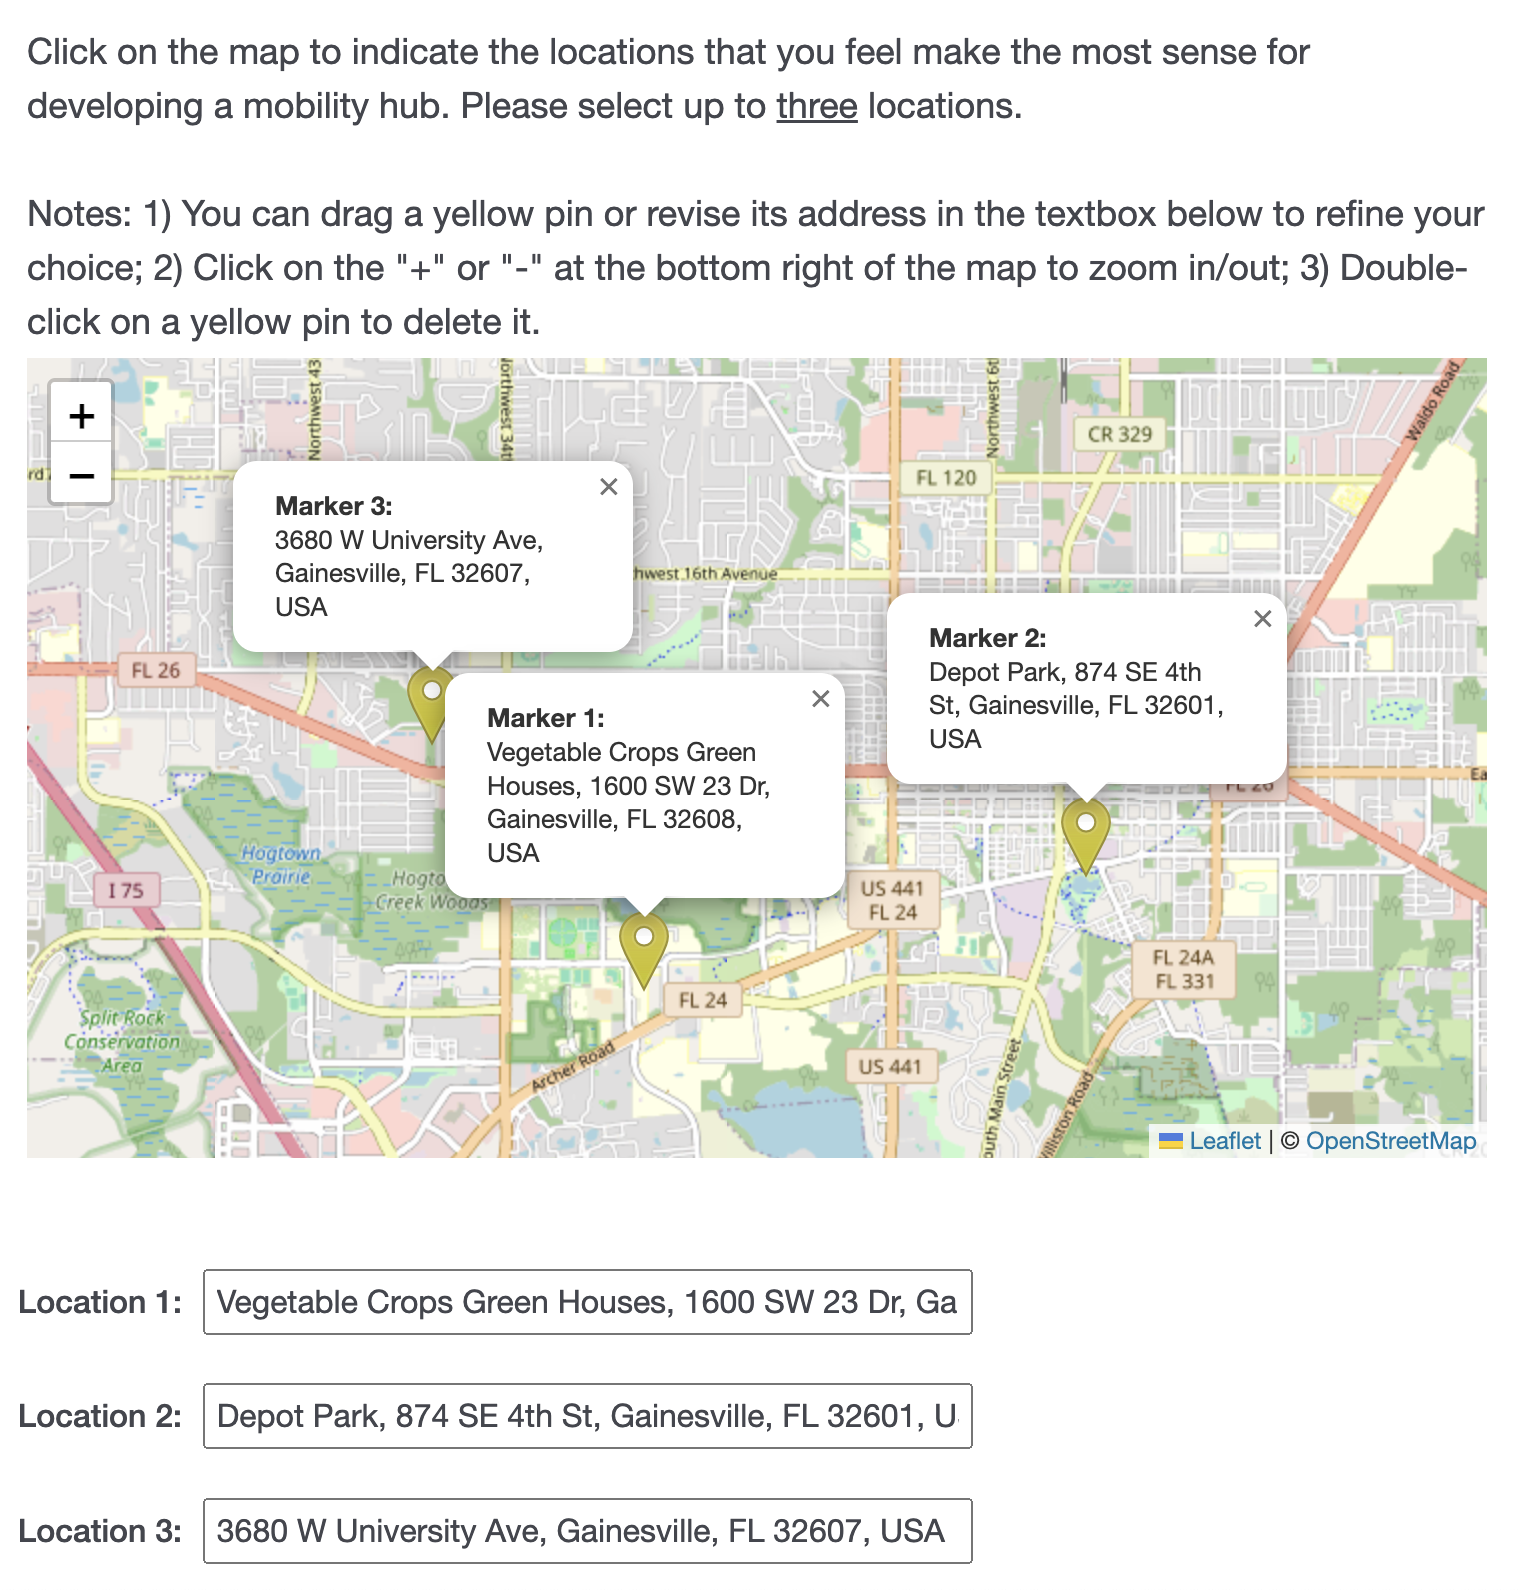 Click on the map to indicate the locations that you feel make the most sense for
developing a mobility hub. Please select up to three locations.
Notes: 1) You can drag a yellow pin or revise its address in the textbox below to refine your
choice; 2) Click on the "+" or "-" at the bottom right of the map to zoom in/out; 3) Double-
click on a yellow pin to delete it.
+
−
Northwest 43
Northwest 6t
CR 329
Waldo Road
FL 120
Marker 3:
3680 W University Ave,
Gainesville, FL 32607,
USA
hwest 16th Avenue
FL 26
Marker 2:
Depot Park, 874 SE 4th
St, Gainesville, FL 32601,
USA
Marker 1:
Vegetable Crops Green
Houses, 1600 SW 23 Dr,
Gainesville, FL 32608,
USA
Hogtown
Prairie
I 75
Hogto
Creek Woods
US 441
FL 24
FL 24A
FL 331
FL 24
Split Rock
Conservation
Area
Archer Road
US 441
outh Main Street
illiston Road
Leaflet | © OpenStreetMap
Location 1: Vegetable Crops Green Houses, 1600 SW 23 Dr, Ga
Location 2: Depot Park, 874 SE 4th St, Gainesville, FL 32601, U
Location 3: 3680 W University Ave, Gainesville, FL 32607, USA